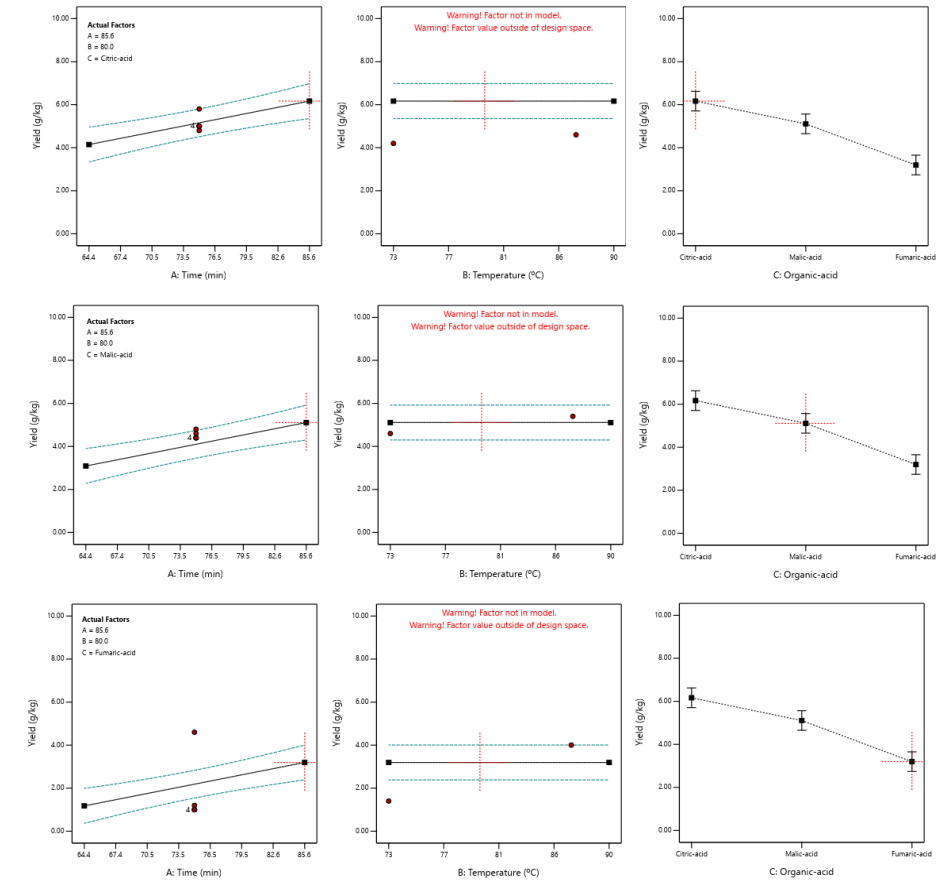 Actual Factors
A = 85.6
B = 80.0
C = Citric-acid
Yield (g/kg)
10.00
8.00
6.00
4.00
2.00
0.00
4
64.4 67.4 70.5 73.5 76.5 79.5 82.6 85.6
A: Time (min)
Warning! Factor not in model.
Warning! Factor value outside of design space.
Yield (g/kg)
10.00
8.00
6.00
4.00
2.00
0.00
73 77 81 86 90
B: Temperature (ºC)
Yield (g/kg)
10.00
8.00
6.00
4.00
2.00
0.00
Citric-acid Malic-acid Fumaric-acid
C: Organic-acid
Actual Factors
A = 85.6
B = 80.0
C = Malic-acid
Yield (g/kg)
10.00
8.00
6.00
4.00
2.00
0.00
4
64.4 67.4 70.5 73.5 76.5 79.5 82.6 85.6
A: Time (min)
Warning! Factor not in model.
Warning! Factor value outside of design space.
Yield (g/kg)
10.00
8.00
6.00
4.00
2.00
0.00
73 77 81 86 90
B: Temperature (ºC)
Yield (g/kg)
10.00
8.00
6.00
4.00
2.00
0.00
Citric-acid Malic-acid Fumaric-acid
C: Organic-acid
Actual Factors
A = 85.6
B = 80.0
C = Fumaric-acid
Yield (g/kg)
10.00
8.00
6.00
4.00
2.00
0.00
4
64.4 67.4 70.5 73.5 76.5 79.5 82.6 85.6
A: Time (min)
Warning! Factor not in model.
Warning! Factor value outside of design space.
Yield (g/kg)
10.00
8.00
6.00
4.00
2.00
0.00
73 77 81 86 90
B: Temperature (ºC)
Yield (g/kg)
10.00
8.00
6.00
4.00
2.00
0.00
Citric-acid Malic-acid Fumaric-acid
C: Organic-acid